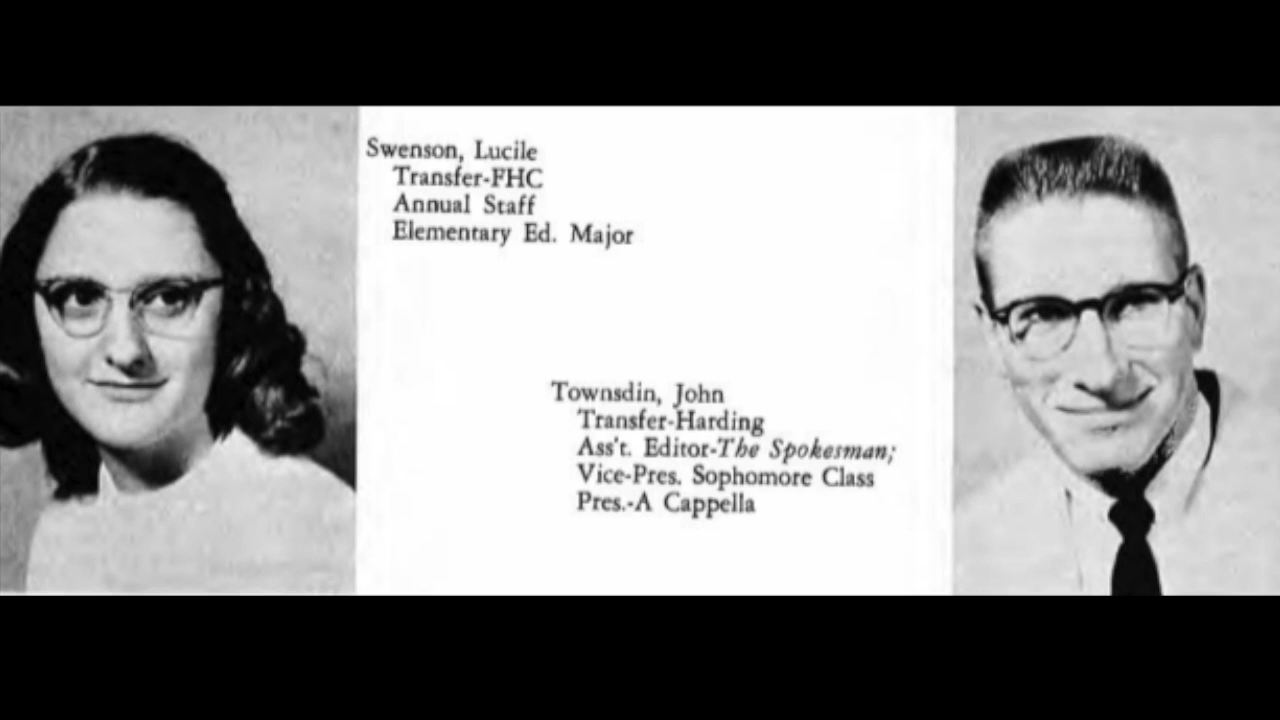 Swenson, Lucile
Transfer-FHC
Annual Staff
Elementary Ed. Major
Townsdin, John
Transfer-Harding
Ass't. Editor-The Spokesman;
Vice-Pres. Sophomore Class
Pres.-A Cappella